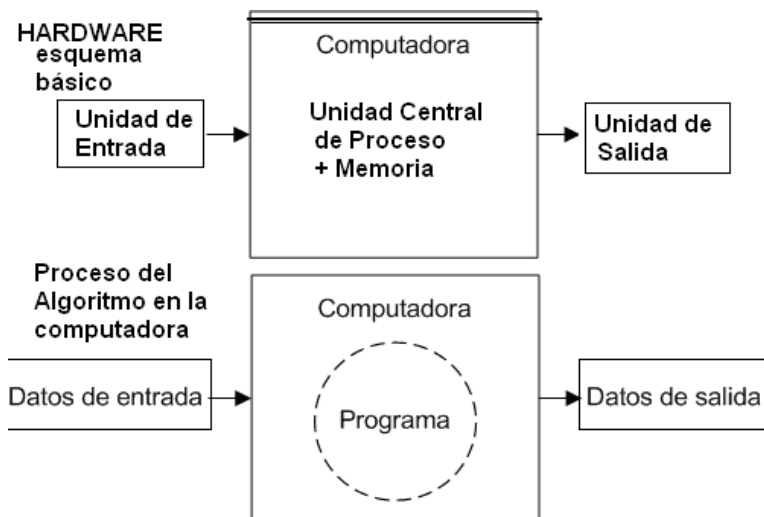 HARDWARE
esquema
básico
Computadora
Unidad de
Entrada
Unidad Central
de Proceso
+ Memoria
Unidad de
Salida
Proceso del
Algoritmo en la
computadora
Computadora
Datos de entrada
Programa
Datos de salida